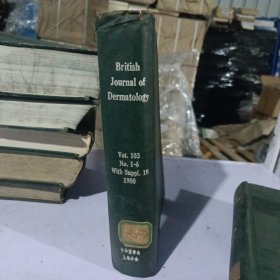 British
Journal of
Dermatology
Vol. 103
No. 1-6
With Suppl. 18
1980